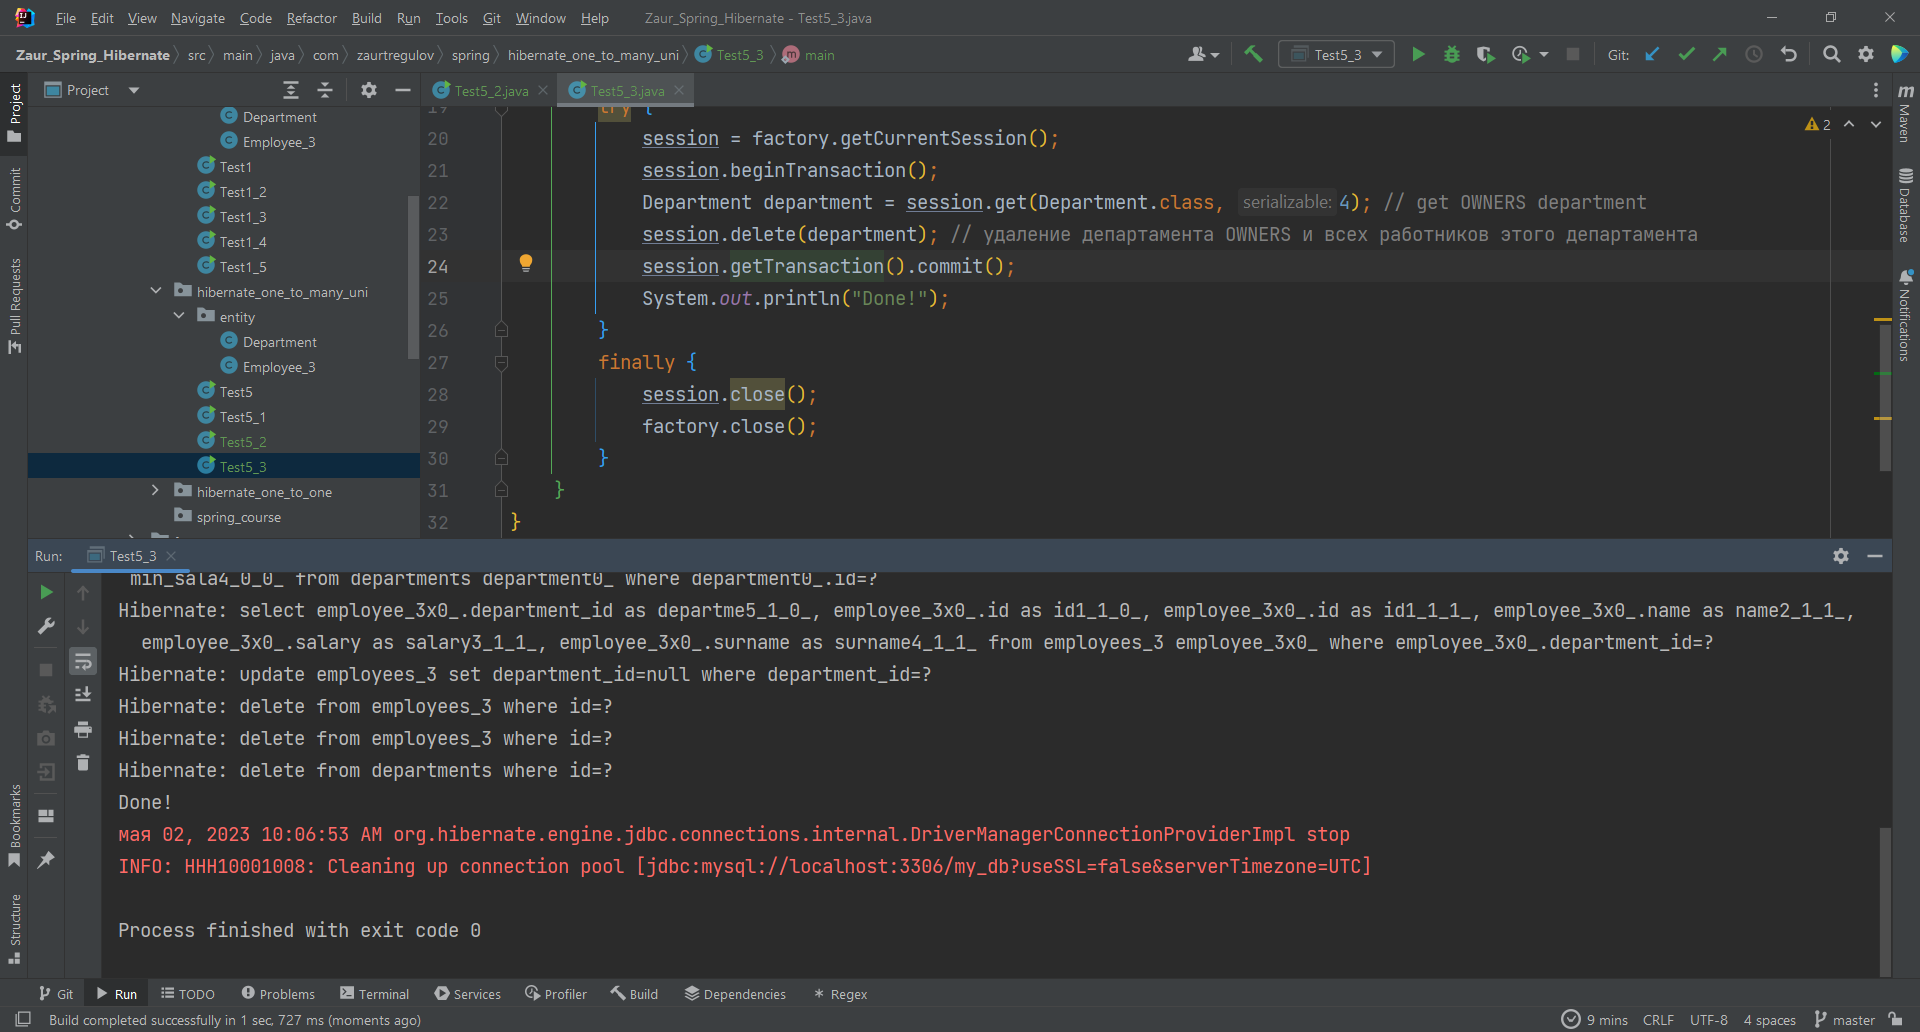 File Edit View Navigate Code Refactor Build Run Tools Git Window Help Zaur_Spring_Hibernate - Test5_3.java
Zaur_Spring_Hibernate src main java com zaurtregulov spring hibernate_one_to_many_uni Test5_3 main Test5_3 Git:
Project
Test5_2.java Test5_3.java
Department
Employee_3
Test1
Test1_2
Test1_3
Test1_4
Test1_5
hibernate_one_to_many_uni
entity
Department
Employee_3
Test5
Test5_1
Test5_2
Test5_3
hibernate_one_to_one
spring_course
2
19 try {
20 session = factory.getCurrentSession();
21 session.beginTransaction();
22 Department department = session.get(Department.class, serializable: 4); // get OWNERS department
23 session.delete(department); // удаление департамента OWNERS и всех работников этого департамента
24 session.getTransaction().commit();
25 System.out.println("Done!");
26 }
27 finally {
28 session.close();
29 factory.close();
30 }
31 }
32 }
Project
Commit
Pull Requests
Bookmarks
Structure
Maven
Database
Notifications
Run: Test5_3
min_sala4_0_0_ from departments department0_ where department0_.id=?
Hibernate: select employee_3x0_.department_id as departme5_1_0_, employee_3x0_.id as id1_1_0_, employee_3x0_.id as id1_1_1_, employee_3x0_.name as name2_1_1_,
employee_3x0_.salary as salary3_1_1_, employee_3x0_.surname as surname4_1_1_ from employees_3 employee_3x0_ where employee_3x0_.department_id=?
Hibernate: update employees_3 set department_id=null where department_id=?
Hibernate: delete from employees_3 where id=?
Hibernate: delete from employees_3 where id=?
Hibernate: delete from departments where id=?
Done!
мая 02, 2023 10:06:53 AM org.hibernate.engine.jdbc.connections.internal.DriverManagerConnectionProviderImpl stop
INFO: HHH10001008: Cleaning up connection pool [jdbc:mysql://localhost:3306/my_db?useSSL=false&serverTimezone=UTC]
Process finished with exit code 0
Git Run TODO Problems Terminal Services Profiler Build Dependencies Regex
Build completed successfully in 1 sec, 727 ms (moments ago) 9 mins CRLF UTF-8 4 spaces master